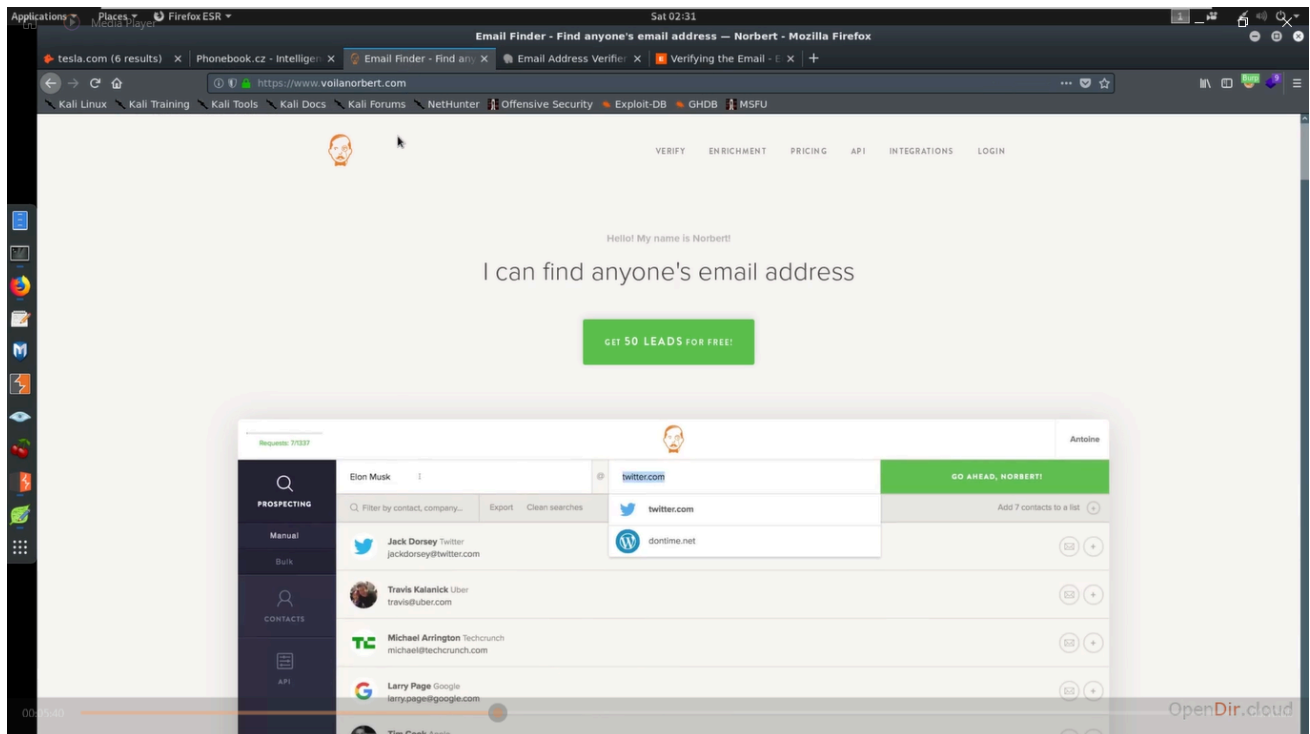 Applications Places Firefox ESR Sat 02:31 1
Media Player
Email Finder - Find anyone's email address — Norbert - Mozilla Firefox
tesla.com (6 results) Phonebook.cz - Intelligen Email Finder - Find any Email Address Verifier Verifying the Email - E
https://www.voilanorbert.com
Kali Linux Kali Training Kali Tools Kali Docs Kali Forums NetHunter Offensive Security Exploit-DB GHDB MSFU
VERIFY ENRICHMENT PRICING API INTEGRATIONS LOGIN
Hello! My name is Norbert!
I can find anyone's email address
GET 50 LEADS FOR FREE!
Requests: 7/1337 Antoine
PROSPECTING Elon Musk @ twitter.com GO AHEAD, NORBERT!
Filter by contact, company... Export Clean searches twitter.com Add 7 contacts to a list
Manual Jack Dorsey Twitter dontime.net
jackdorsey@twitter.com
Bulk
Travis Kalanick Uber
travis@uber.com
CONTACTS
Michael Arrington Techcrunch
michael@techcrunch.com
API
Larry Page Google
larry.page@google.com
OpenDir.cloud